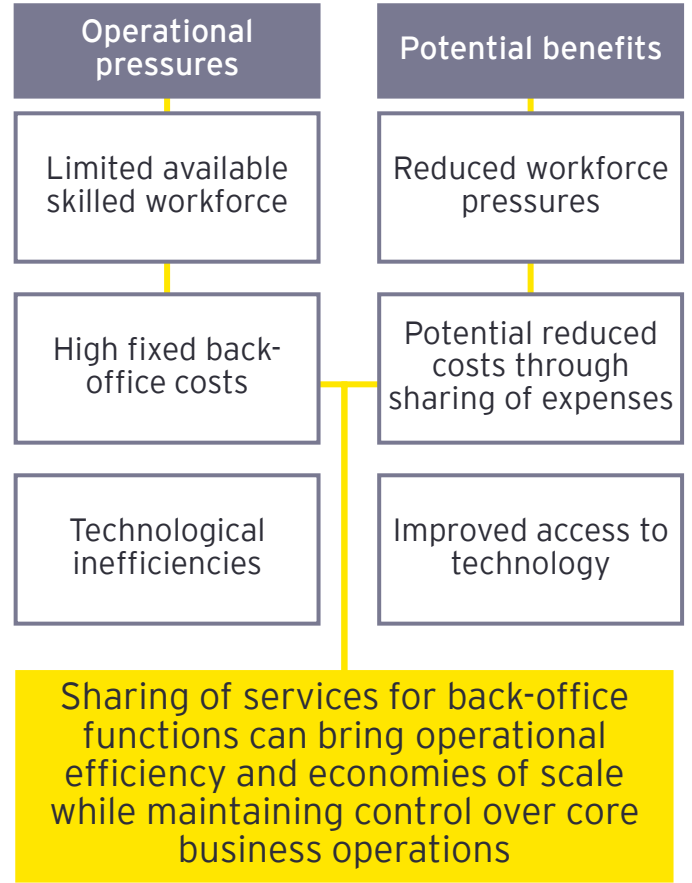 Operational
pressures
Limited available
skilled workforce
High fixed back-
office costs
Technological
inefficiencies
Potential benefits
Reduced workforce
pressures
Potential reduced
costs through
sharing of expenses
Improved access to
technology
Sharing of services for back-office
functions can bring operational
efficiency and economies of scale
while maintaining control over core
business operations